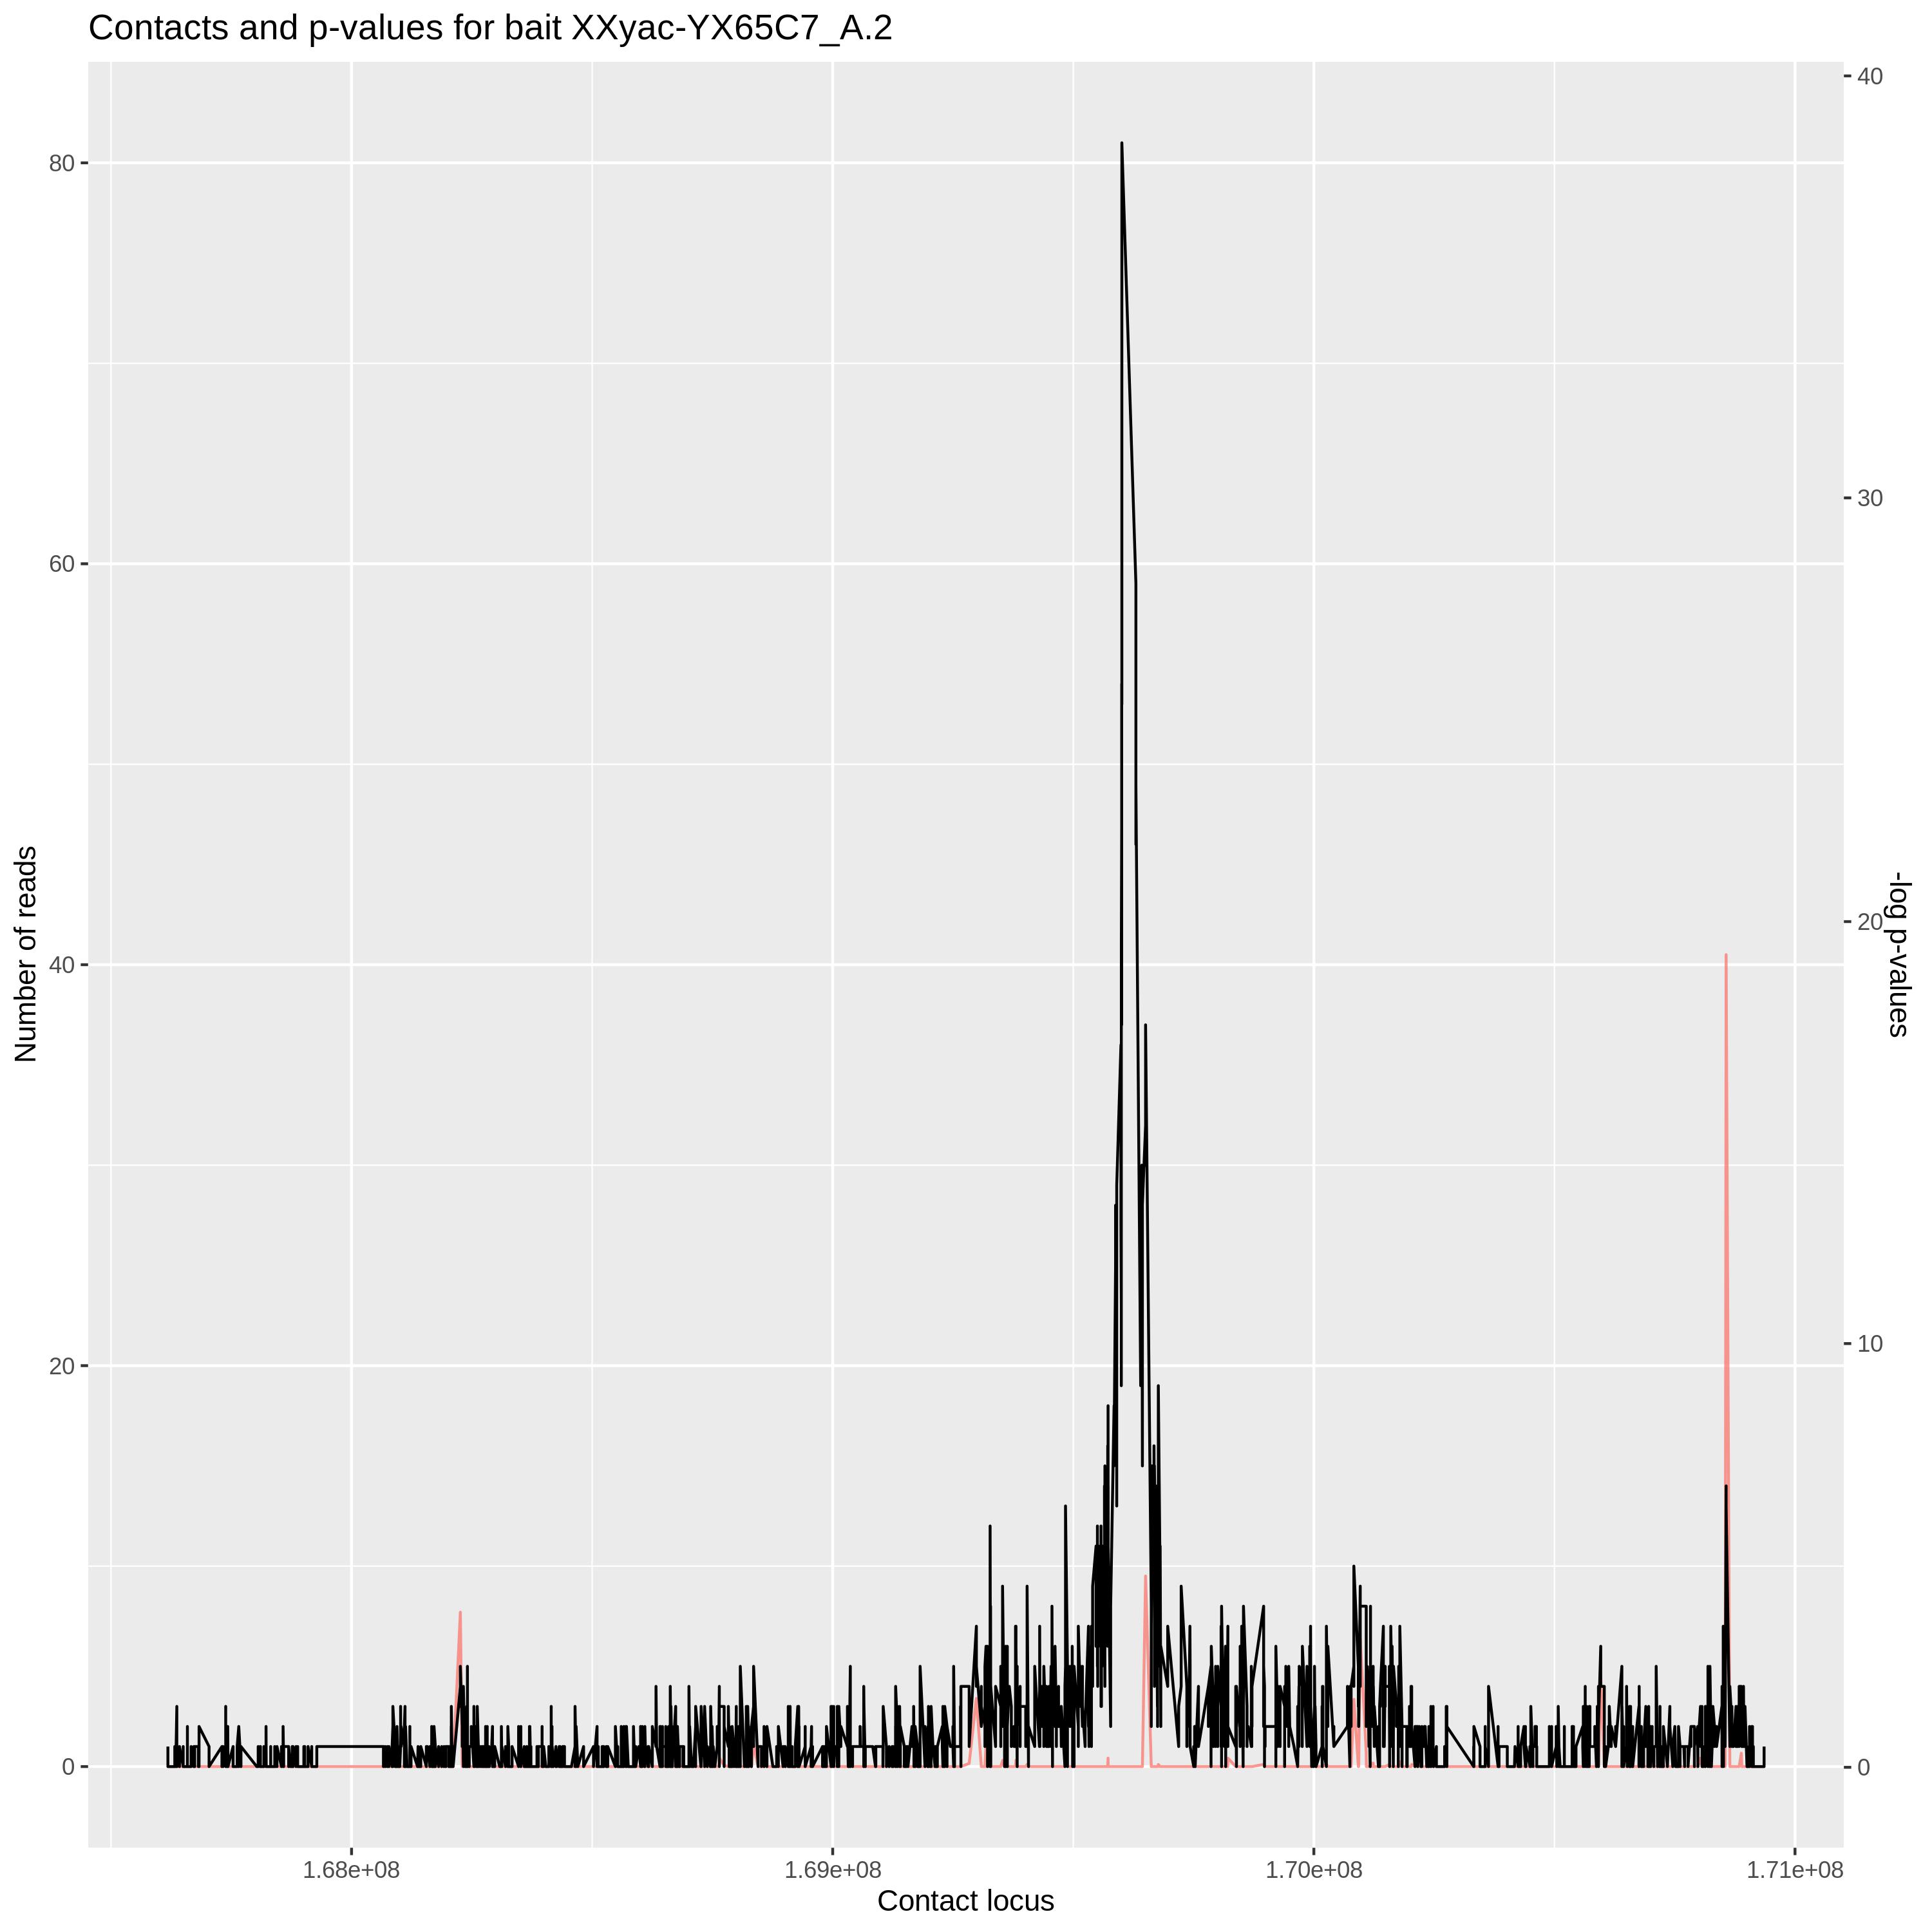 Contacts and p-values for bait XXyac-YX65C7_A.2
Number of reads
80
60
40
20
0
40
30
20
10
0
-log p-values
1.68e+08 1.69e+08 1.70e+08 1.71e+08
Contact locus